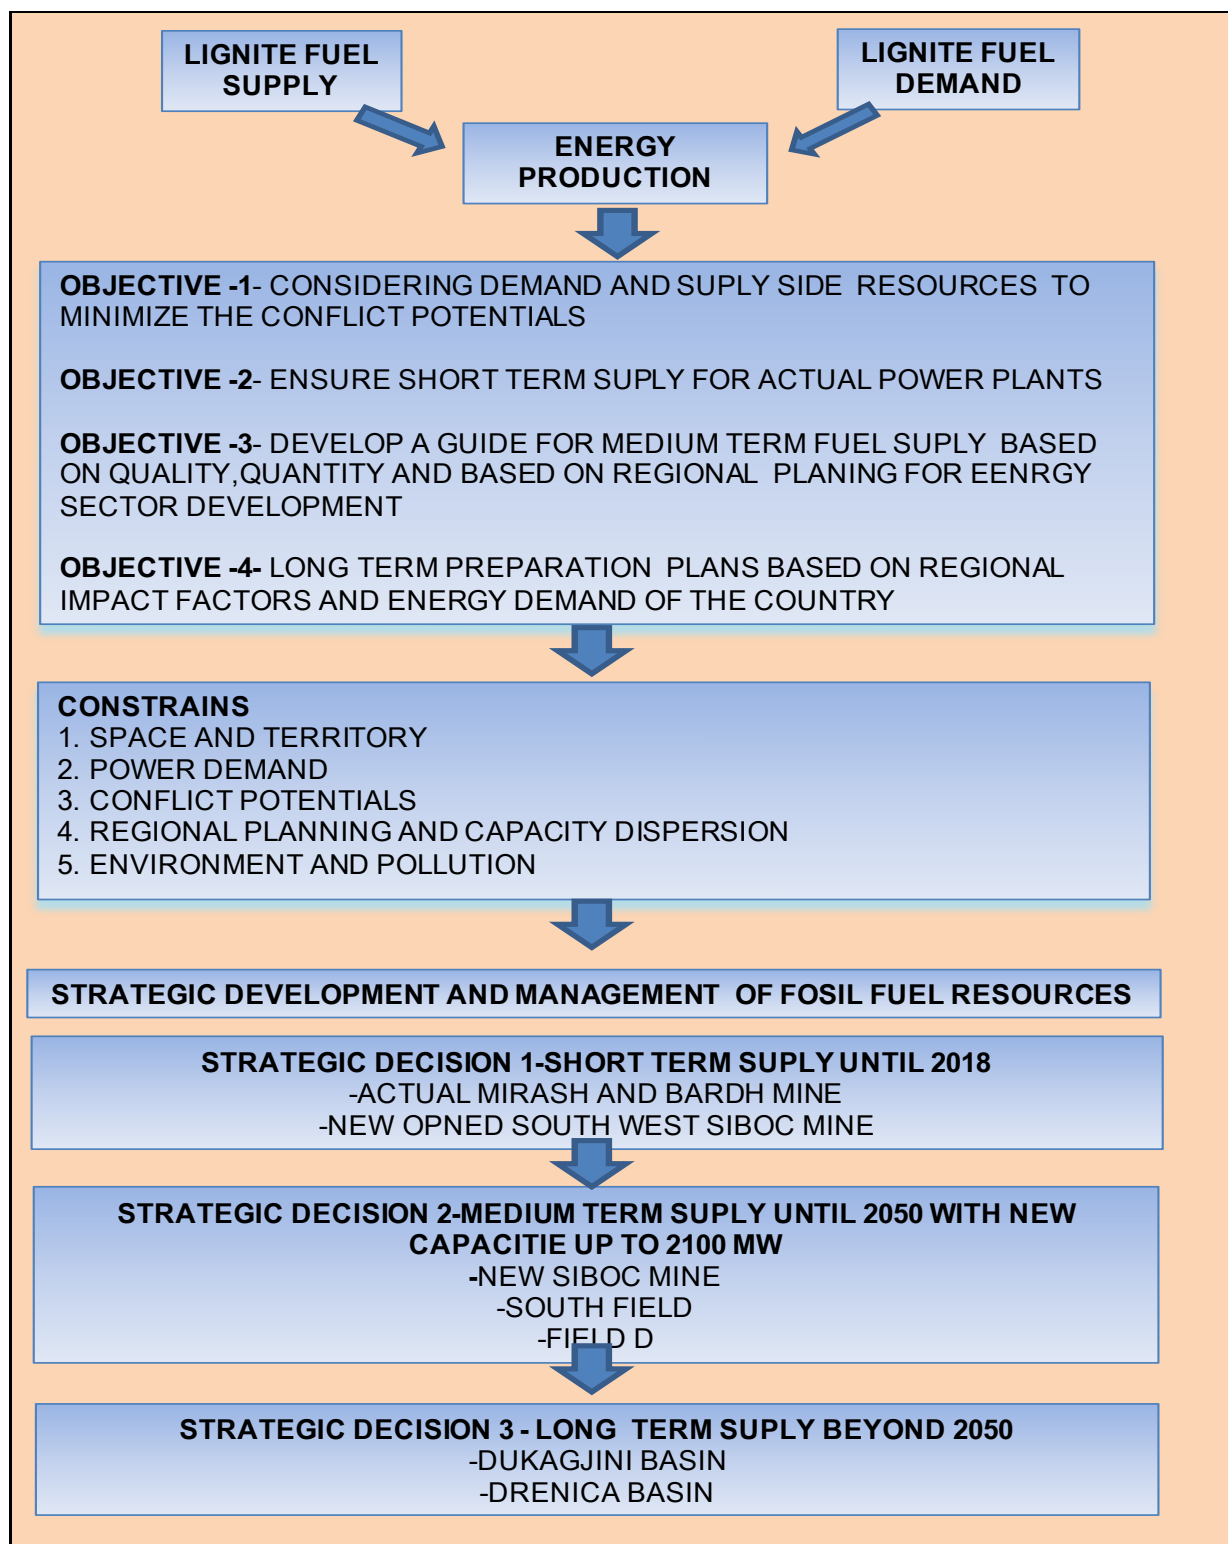 LIGNITE FUEL
SUPPLY
LIGNITE FUEL
DEMAND
ENERGY
PRODUCTION
OBJECTIVE -1- CONSIDERING DEMAND AND SUPLY SIDE RESOURCES TO
MINIMIZE THE CONFLICT POTENTIALS
OBJECTIVE -2- ENSURE SHORT TERM SUPLY FOR ACTUAL POWER PLANTS
OBJECTIVE -3- DEVELOP A GUIDE FOR MEDIUM TERM FUEL SUPLY BASED
ON QUALITY,QUANTITY AND BASED ON REGIONAL PLANING FOR EENRGY
SECTOR DEVELOPMENT
OBJECTIVE -4- LONG TERM PREPARATION PLANS BASED ON REGIONAL
IMPACT FACTORS AND ENERGY DEMAND OF THE COUNTRY
CONSTRAINS
1. SPACE AND TERRITORY
2. POWER DEMAND
3. CONFLICT POTENTIALS
4. REGIONAL PLANNING AND CAPACITY DISPERSION
5. ENVIRONMENT AND POLLUTION
STRATEGIC DEVELOPMENT AND MANAGEMENT OF FOSIL FUEL RESOURCES
STRATEGIC DECISION 1-SHORT TERM SUPLY UNTIL 2018
-ACTUAL MIRASH AND BARDH MINE
-NEW OPNED SOUTH WEST SIBOC MINE
STRATEGIC DECISION 2-MEDIUM TERM SUPLY UNTIL 2050 WITH NEW
CAPACITIE UP TO 2100 MW
-NEW SIBOC MINE
-SOUTH FIELD
-FIELD D
STRATEGIC DECISION 3 - LONG TERM SUPLY BEYOND 2050
-DUKAGJINI BASIN
-DRENICA BASIN